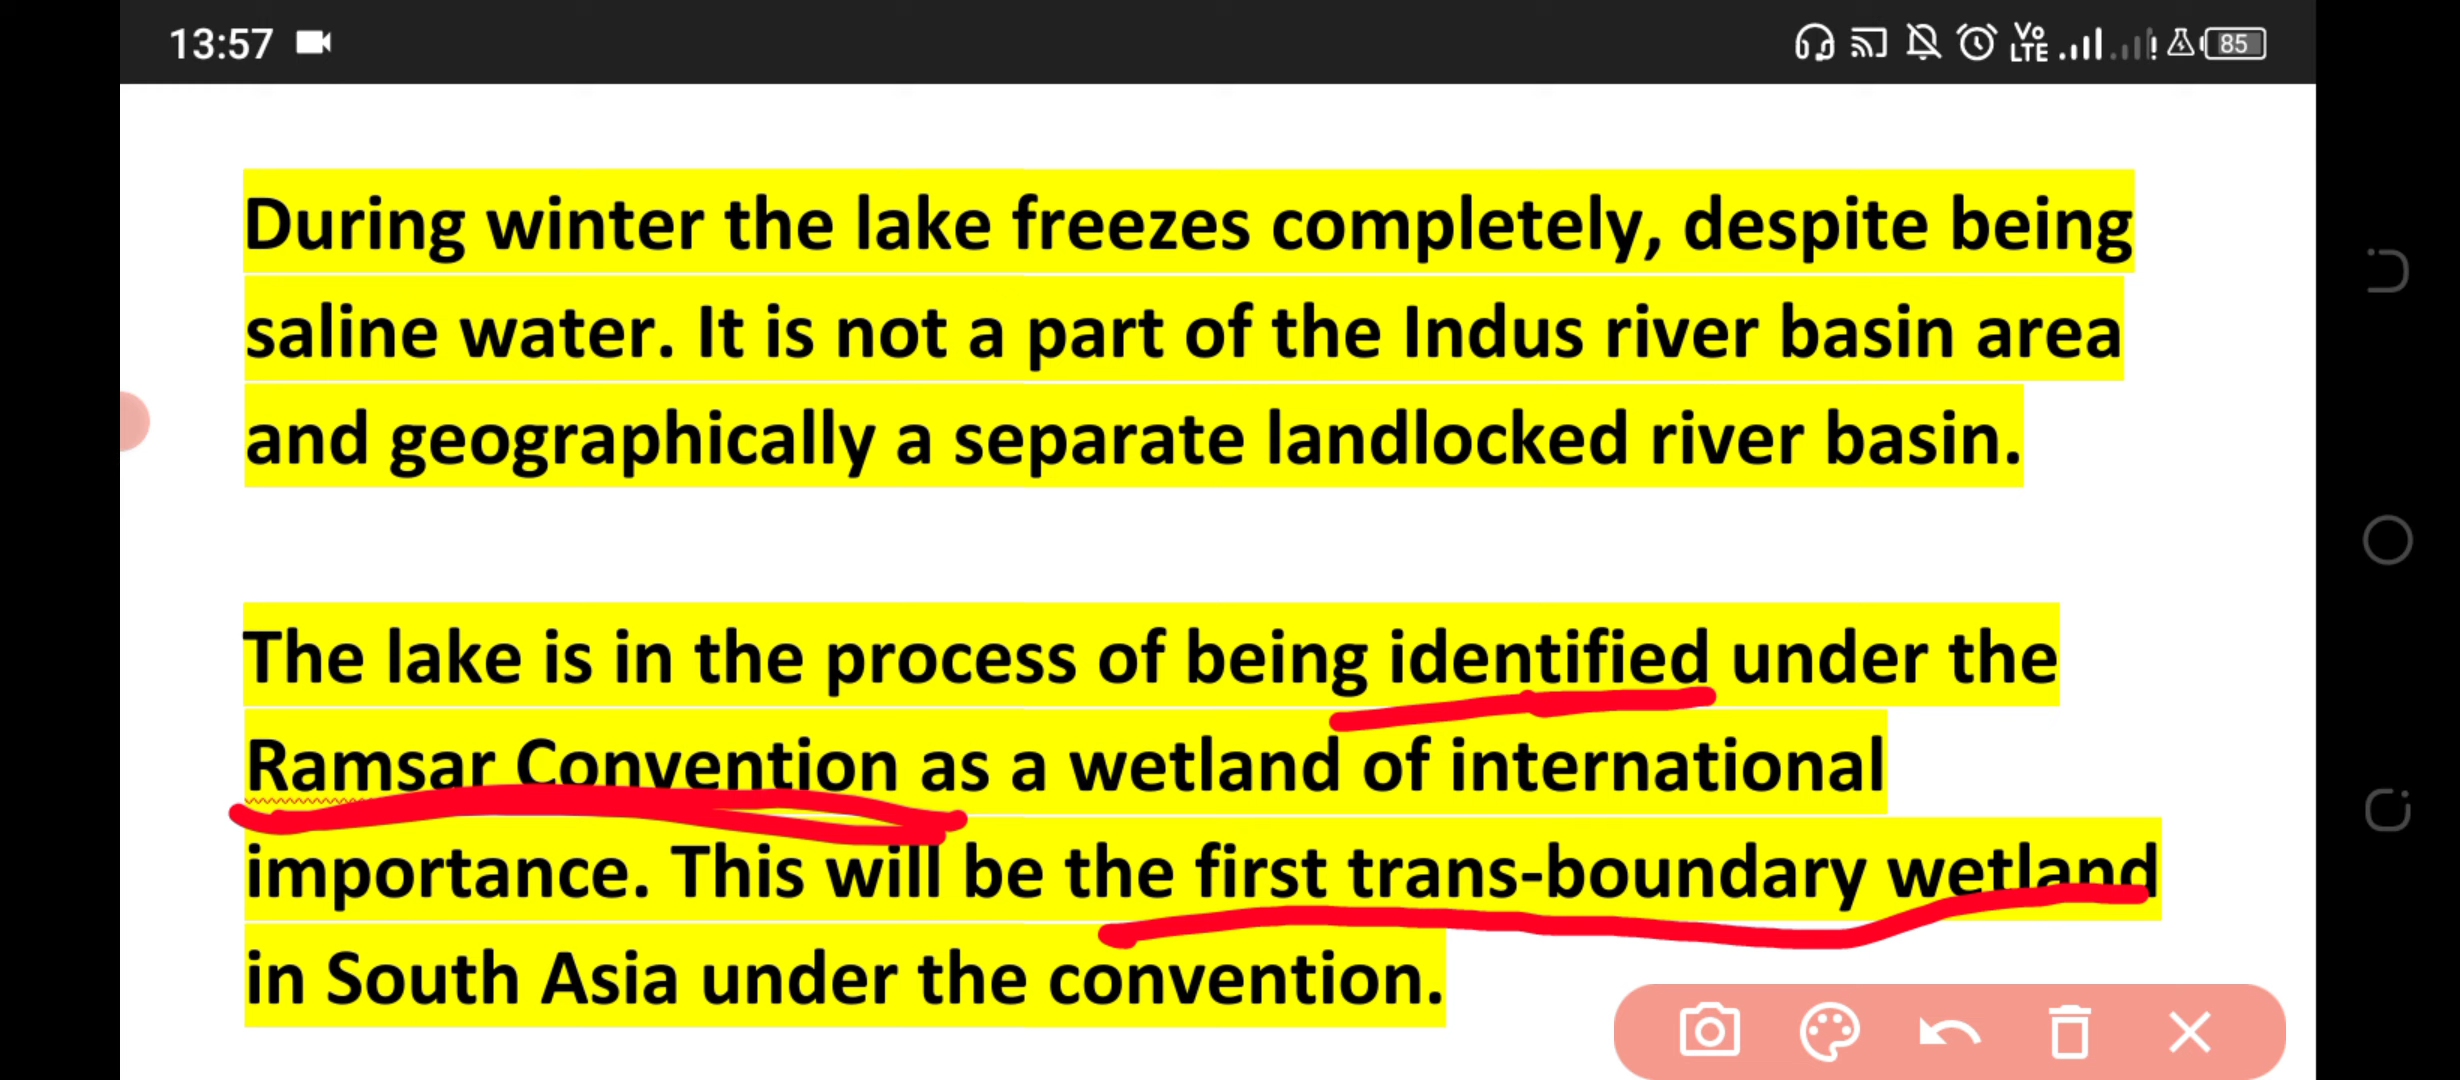 13:57
Vo LTE 85
During winter the lake freezes completely, despite being
saline water. It is not a part of the Indus river basin area
and geographically a separate landlocked river basin.
The lake is in the process of being identified under the
Ramsar Convention as a wetland of international
importance. This will be the first trans-boundary wetland
in South Asia under the convention.